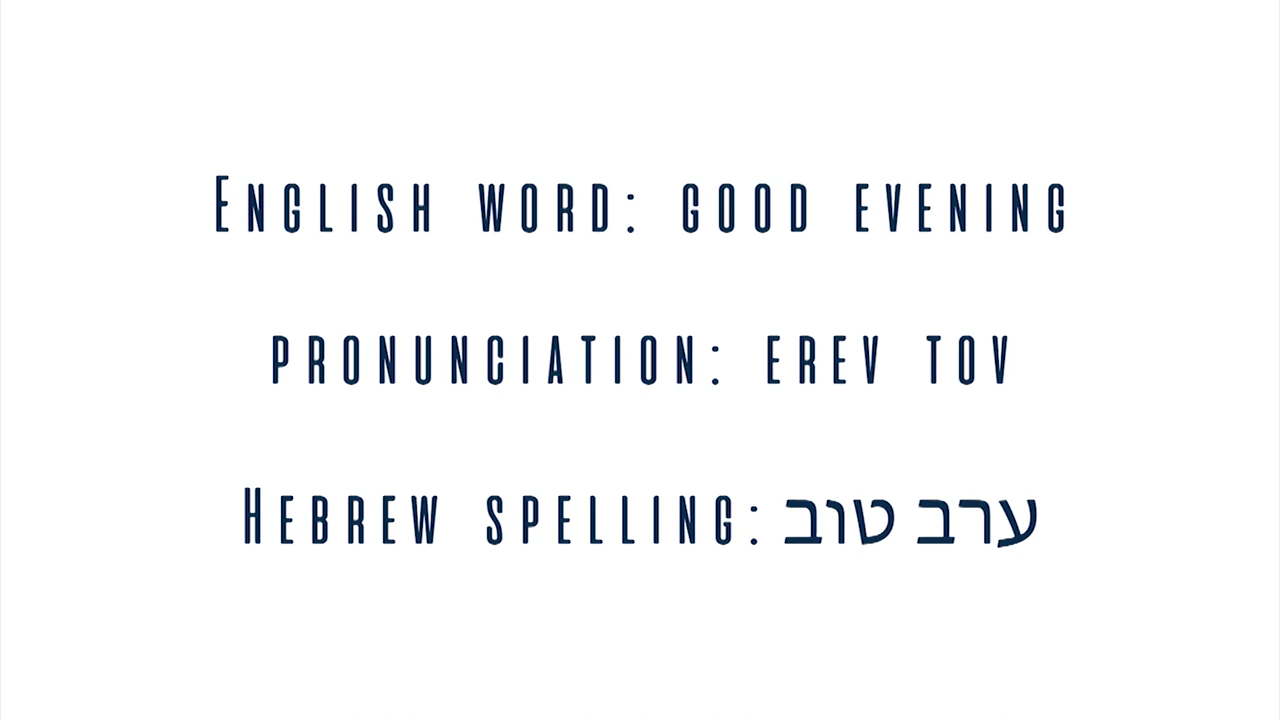 English word: good evening
pronunciation: erev tov
Hebrew spelling: ערב טוב